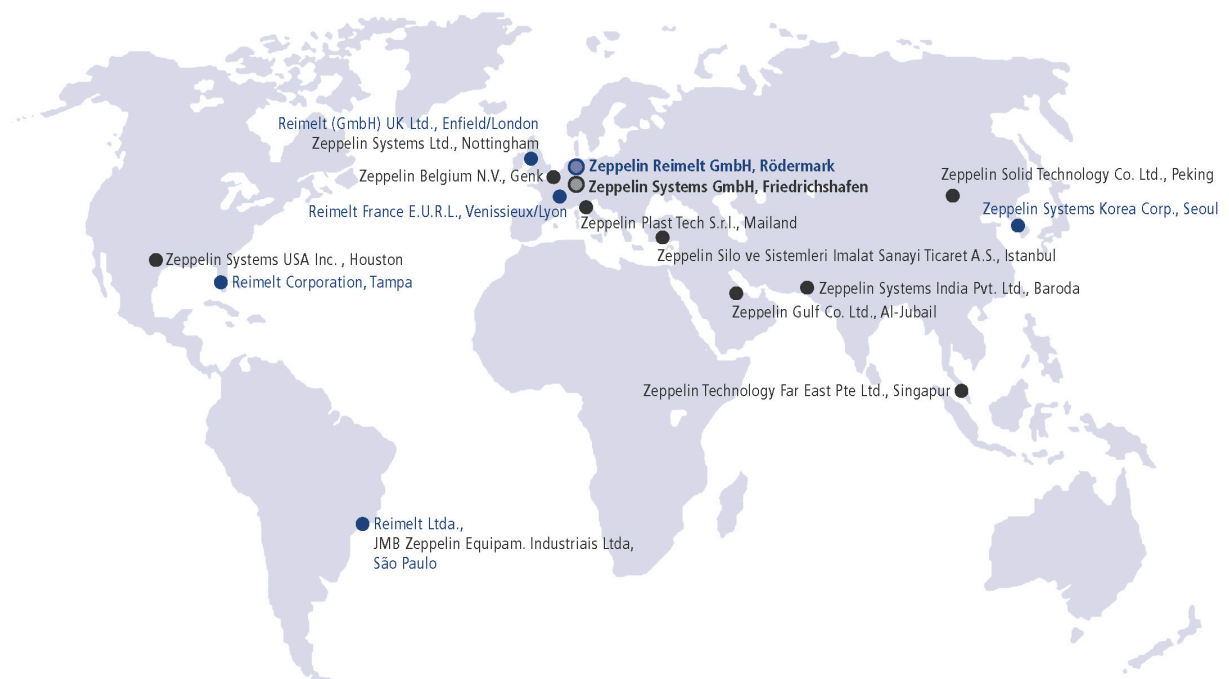 Reimelt (GmbH) UK Ltd., Enfield/London
Zeppelin Systems Ltd., Nottingham
Zeppelin Reimelt GmbH, Rödermark
Zeppelin Belgium N.V., Genk
Zeppelin Systems GmbH, Friedrichshafen
Zeppelin Solid Technology Co. Ltd., Peking
Reimelt France E.U.R.L., Venissieux/Lyon
Zeppelin Systems Korea Corp., Seoul
Zeppelin Plast Tech S.r.l., Mailand
Zeppelin Silo ve Sistemleri Imalat Sanayi Ticaret A.S., Istanbul
Zeppelin Systems USA Inc. , Houston
Reimelt Corporation, Tampa
Zeppelin Systems India Pvt. Ltd., Baroda
Zeppelin Gulf Co. Ltd., Al-Jubail
Zeppelin Technology Far East Pte Ltd., Singapur
Reimelt Ltda.,
JMB Zeppelin Equipam. Industriais Ltda,
São Paulo